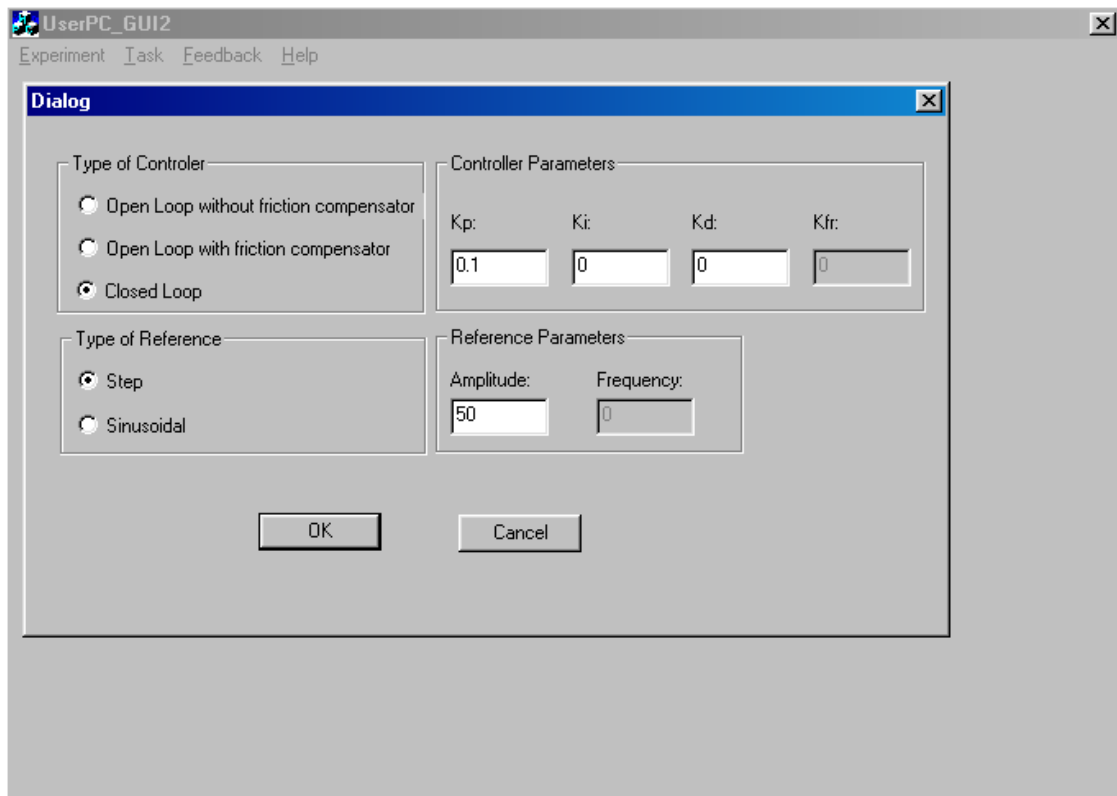 UserPC_GUI2
Experiment Task Feedback Help
Dialog
Type of Controler
Open Loop without friction compensator
Open Loop with friction compensator
Closed Loop
Controller Parameters
Kp: Ki: Kd: Kfr:
0.1 0 0 0
Type of Reference
Step
Sinusoidal
Reference Parameters
Amplitude: Frequency:
50 0
OK Cancel